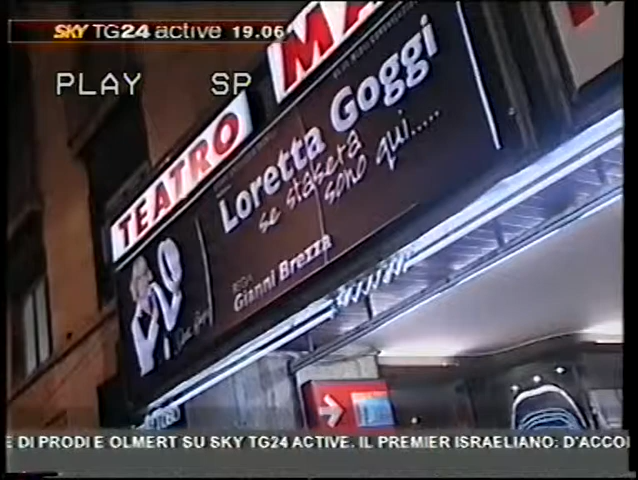 SKY TG24 active 19.06
PLAY SP
TEATRO MA
Loretta Goggi
se stasera
sono qui.....
REGIA
Gianni Brezza
E DI PRODI E OLMERT SU SKY TG24 ACTIVE. IL PREMIER ISRAELIANO: D'ACCO